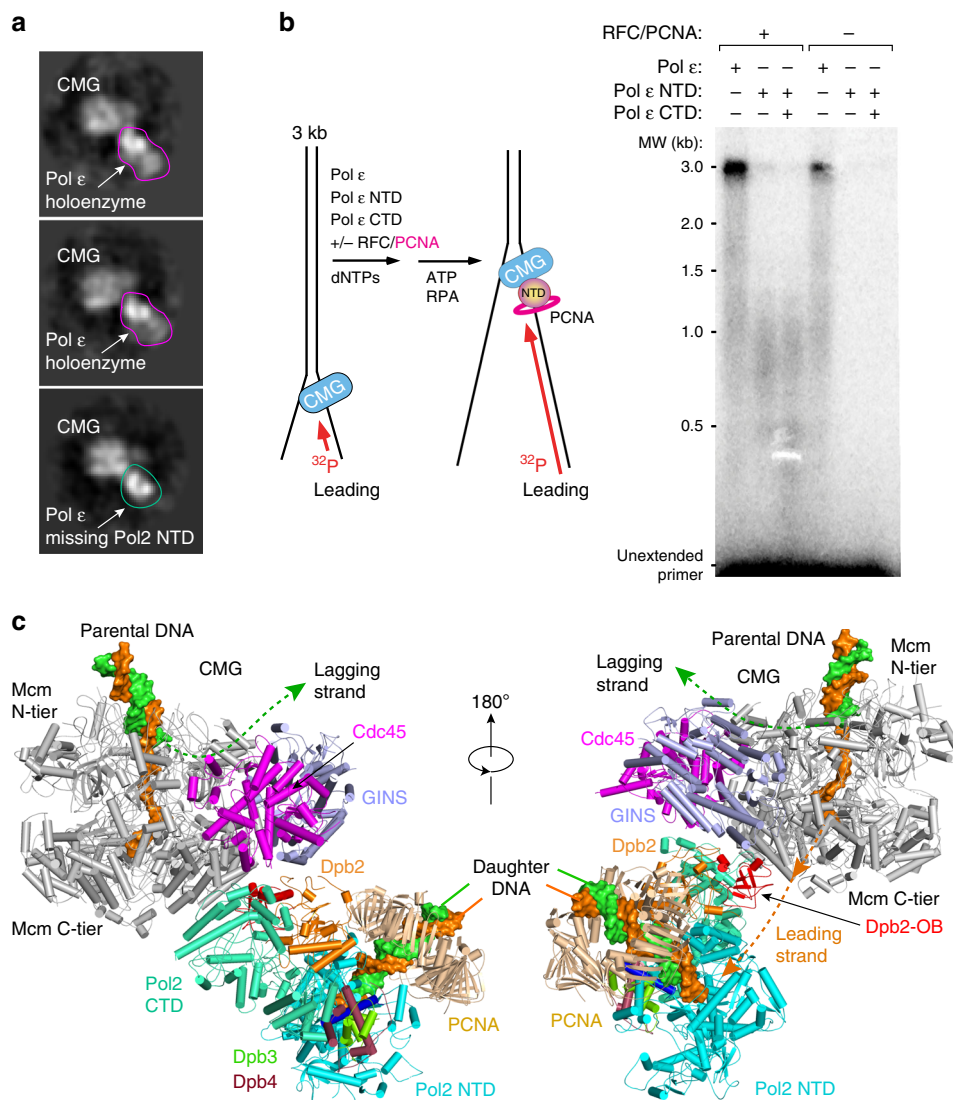 a
CMG
Pol ε
holoenzyme
CMG
Pol ε
holoenzyme
CMG
Pol ε
missing Pol2 NTD
b
3 kb
Pol ε
Pol ε NTD
Pol ε CTD
+/− RFC/PCNA
dNTPs
ATP
RPA
CMG
32P
Leading
CMG
NTD
PCNA
32P
Leading
RFC/PCNA: + −
Pol ε: + − − + − −
Pol ε NTD: − + + − + +
Pol ε CTD: − − + − − +
MW (kb):
3.0
2.0
1.5
1.0
0.5
Unextended
primer
c
Parental DNA
CMG
Lagging
strand
Mcm
N-tier
Cdc45
GINS
Dpb2
Mcm C-tier
Pol2
CTD
Dpb3
Dpb4
Pol2 NTD
PCNA
Daughter
DNA
180°
Parental DNA
Mcm
N-tier
Lagging
strand
CMG
Cdc45
GINS
Dpb2
Mcm C-tier
Dpb2-OB
Leading
strand
PCNA
Pol2 NTD